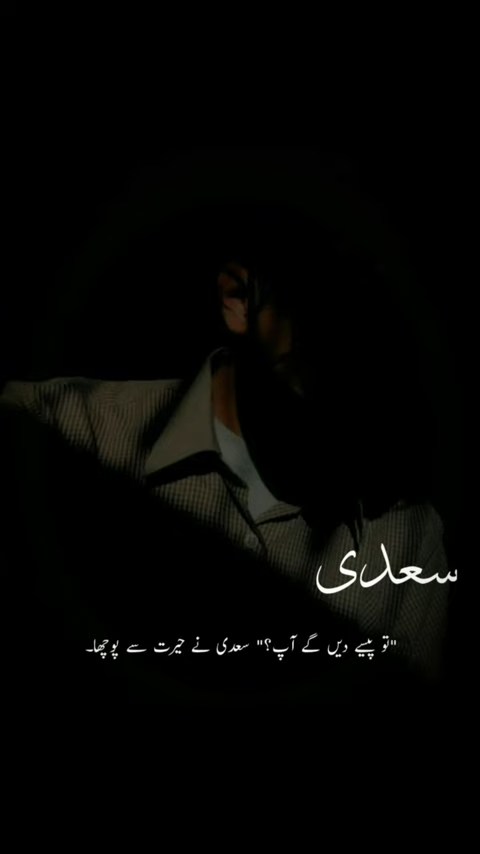 سعدی
"تو پیسے دیں گے آپ؟" سعدی نے حیرت سے پوچھا۔